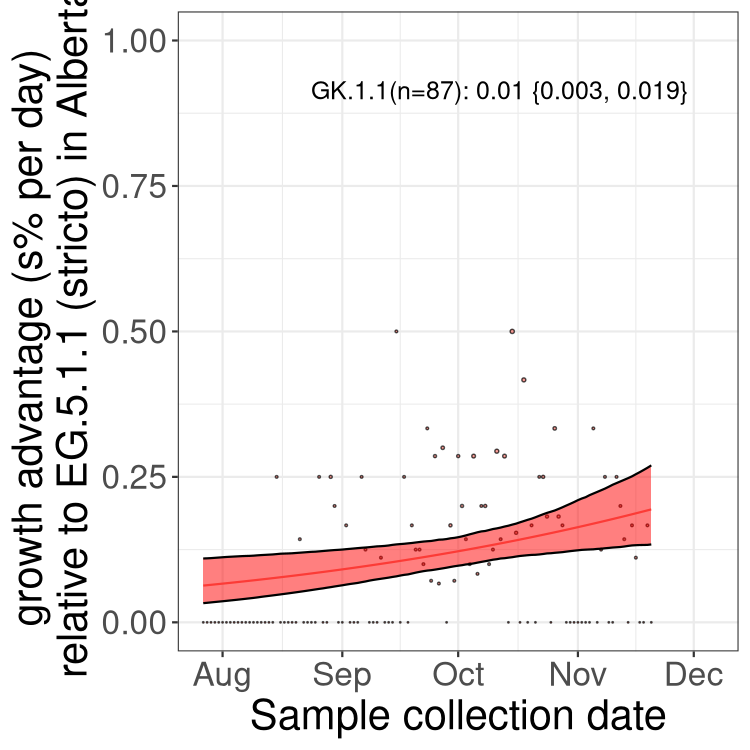 growth advantage (s% per day)
relative to EG.5.1.1 (stricto) in Alberta
1.00
0.75
0.50
0.25
0.00
GK.1.1(n=87): 0.01 {0.003, 0.019}
Aug Sep Oct Nov Dec
Sample collection date